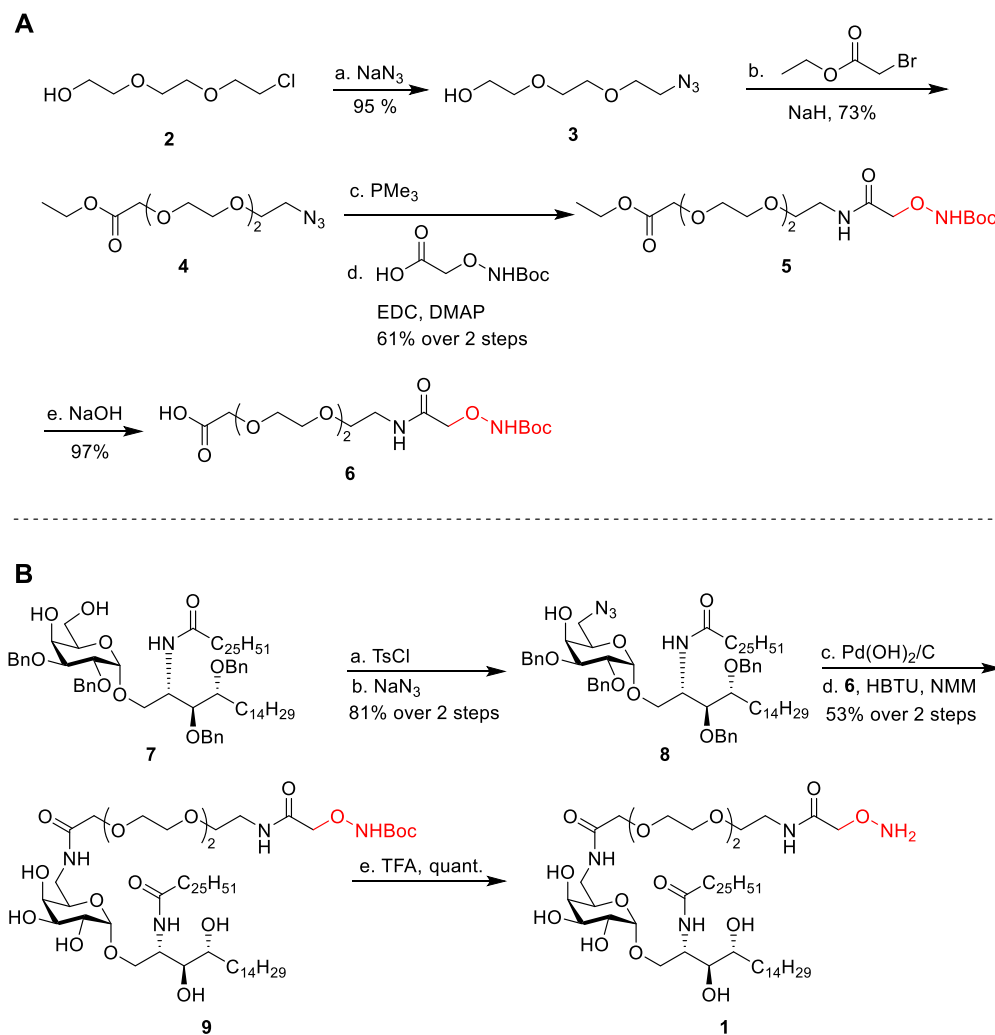 A
HO O O Cl
2
a. NaN3
95 %
HO O O N3
3
b. O O Br
NaH, 73%
O O (O O)2 N3
4
c. PMe3
d. HO O O NHBoc
EDC, DMAP
61% over 2 steps
O O (O O)2 N H O O NHBoc
5
e. NaOH
97%
HO O (O O)2 N H O O NHBoc
6
B
HO OH O
HN C25H51
O OBn
BnO BnO O C14H29
OBn
7
a. TsCl
b. NaN3
81% over 2 steps
HO N3 O
HN C25H51
O OBn
BnO BnO O C14H29
OBn
8
c. Pd(OH)2/C
d. 6, HBTU, NMM
53% over 2 steps
O (O O)2 H N O O NHBoc
NH
HO O O C25H51
HO HO HN HO
O C14H29
OH
9
e. TFA, quant.
O (O O)2 H N O O NH2
NH
HO O O C25H51
HO HO HN HO
O C14H29
OH
1